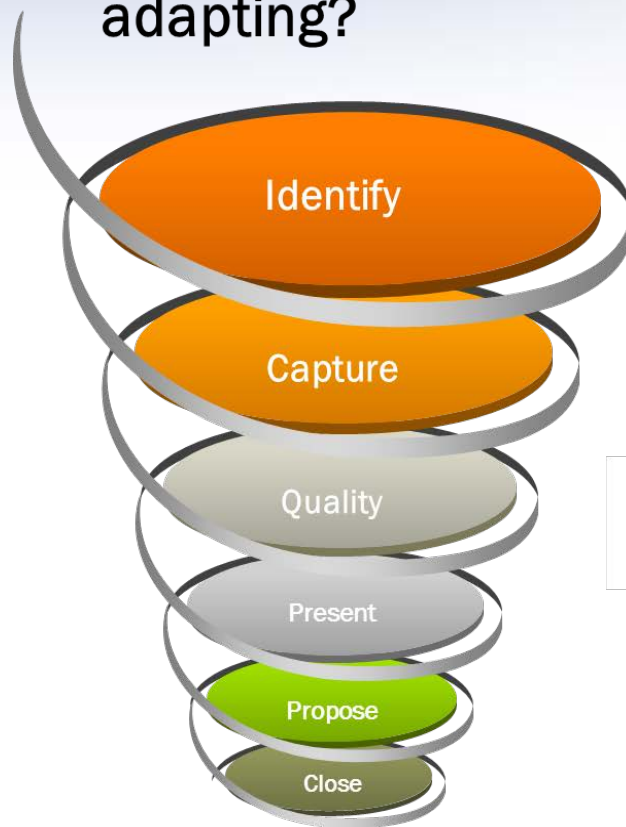 adapting?
Identify
Capture
Quality
Present
Propose
Close